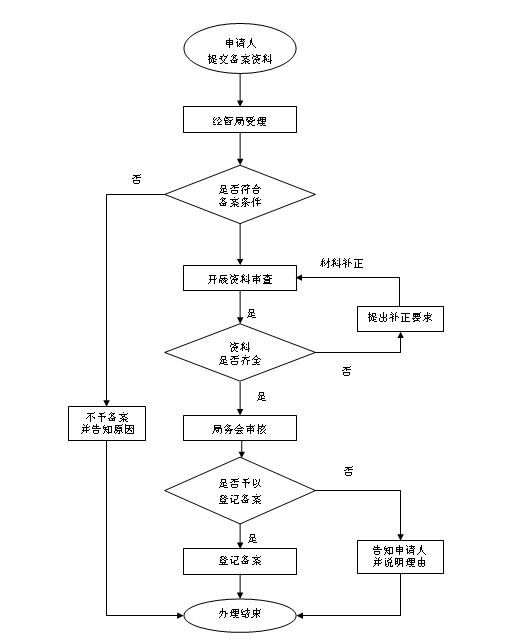 申请人
提交备案资料
经管局受理
否
是否符合
备案条件
材料补正
开展资料审查
是
提出补正要求
资料
是否齐全
否
是
不予备案
并告知原因
局务会审核
否
是否予以
登记备案
是
告知申请人
并说明理由
登记备案
办理结束